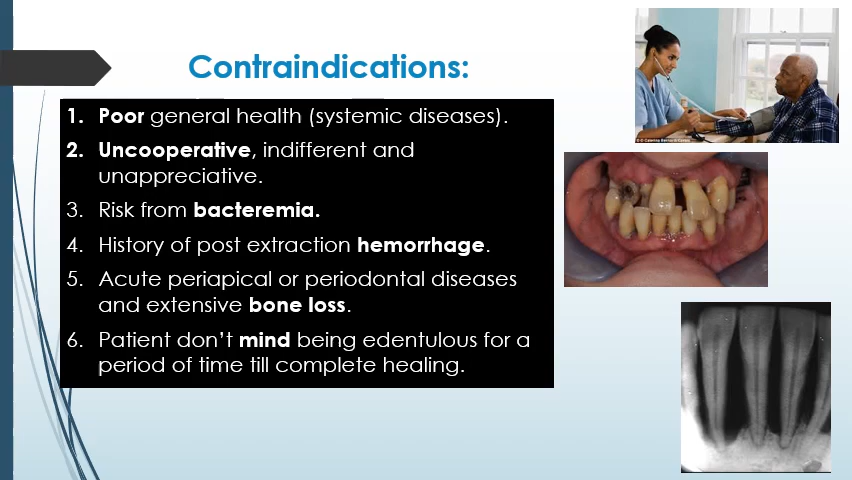 Contraindications:
1. Poor general health (systemic diseases).
2. Uncooperative, indifferent and
unappreciative.
3. Risk from bacteremia.
4. History of post extraction hemorrhage.
5. Acute periapical or periodontal diseases
and extensive bone loss.
6. Patient don’t mind being edentulous for a
period of time till complete healing.